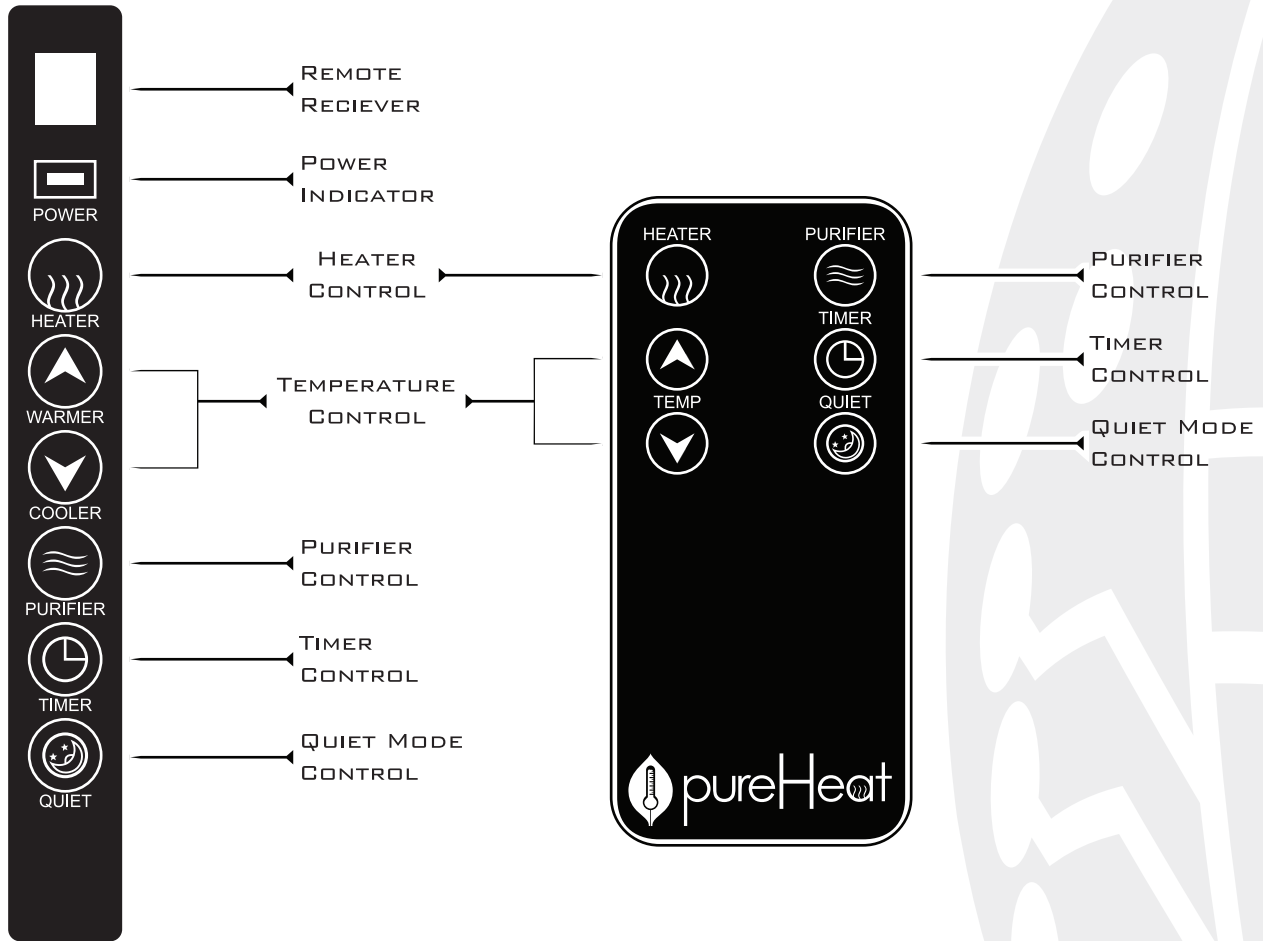 REMOTE
RECIEVER
POWER
INDICATOR
POWER
HEATER
CONTROL
HEATER
WARMER
TEMPERATURE
CONTROL
COOLER
PURIFIER
CONTROL
PURIFIER
TIMER
CONTROL
TIMER
QUIET MODE
CONTROL
QUIET
HEATER
PURIFIER
TIMER
TEMP
QUIET
pureHeat
PURIFIER
CONTROL
TIMER
CONTROL
QUIET MODE
CONTROL